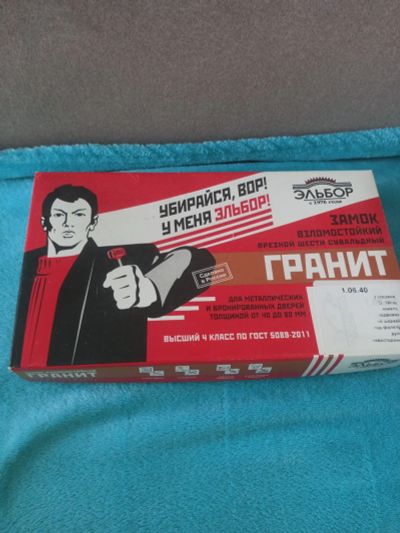 УБИРАЙСЯ, ВОР!
У МЕНЯ ЭЛЬБОР!
ЭЛЬБОР
с 1976 года
ЗАМОК
ВЗЛОМОСТОЙКИЙ
ВРЕЗНОЙ ШЕСТИ СУВАЛЬДНЫЙ
ГРАНИТ
Сделано
в России
1.06.40
ДЛЯ МЕТАЛЛИЧЕСКИХ
И БРОНИРОВАННЫХ ДВЕРЕЙ
ТОЛЩИНОЙ ОТ 40 ДО 80 ММ
ВЫСШИЙ 4 КЛАСС ПО ГОСТ 5089-2011
ГРАНИТ